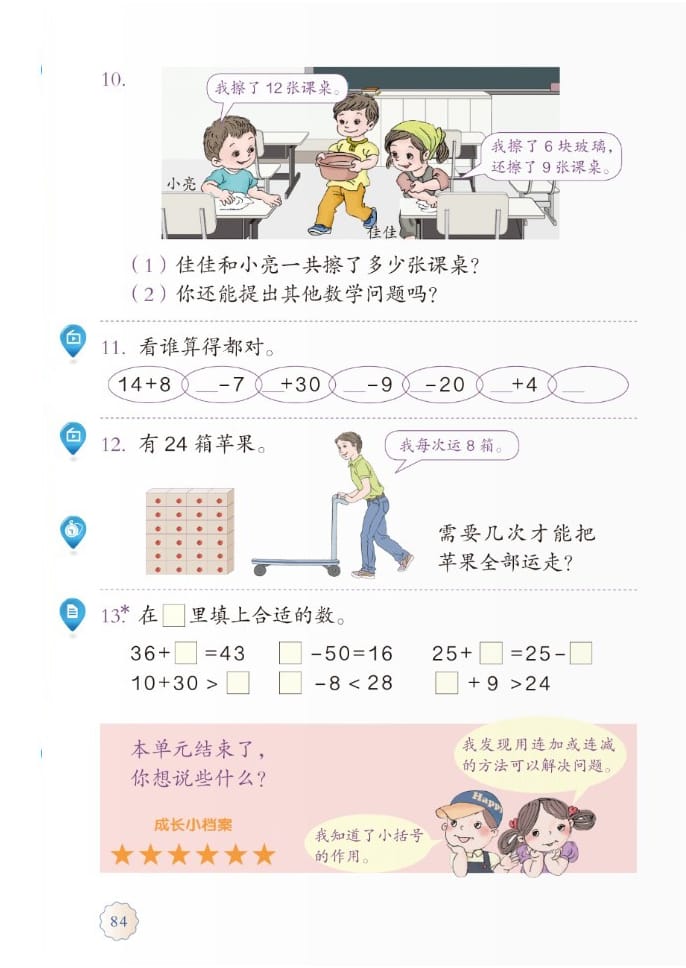 10.
我擦了 12 张课桌。
我擦了 6 块玻璃，
还擦了 9 张课桌。
小亮
佳佳
（1）佳佳和小亮一共擦了多少张课桌？
（2）你还能提出其他数学问题吗？
11. 看谁算得都对。
14+8 __-7 __+30 __-9 __-20 __+4 __
12. 有 24 箱苹果。
我每次运 8 箱。
需要几次才能把
苹果全部运走？
13.* 在□里填上合适的数。
36+□=43 □-50=16 25+□=25-□
10+30＞□ □-8＜28 □+9＞24
本单元结束了，
你想说些什么？
我发现用连加或连减
的方法可以解决问题。
成长小档案
Happy
我知道了小括号
的作用。
84